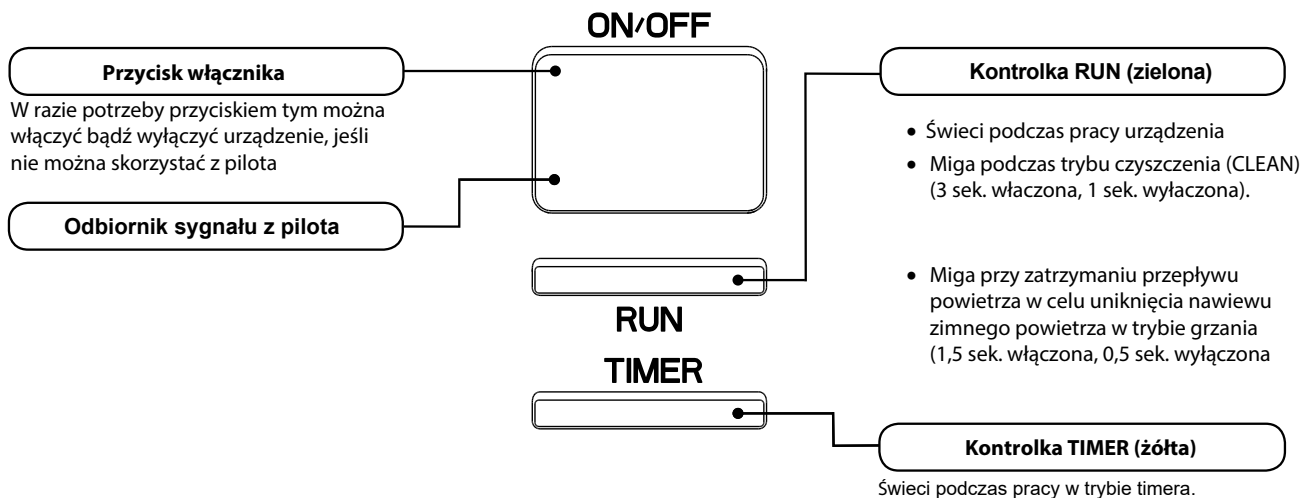 ON/OFF
Przycisk włącznika
W razie potrzeby przyciskiem tym można
włączyć bądź wyłączyć urządzenie, jeśli
nie można skorzystać z pilota
Odbiornik sygnału z pilota
RUN
TIMER
Kontrolka RUN (zielona)
• Świeci podczas pracy urządzenia
• Miga podczas trybu czyszczenia (CLEAN)
(3 sek. właczona, 1 sek. wyłaczona).
• Miga przy zatrzymaniu przepływu
powietrza w celu uniknięcia nawiewu
zimnego powietrza w trybie grzania
(1,5 sek. włączona, 0,5 sek. wyłączona
Kontrolka TIMER (żółta)
Świeci podczas pracy w trybie timera.